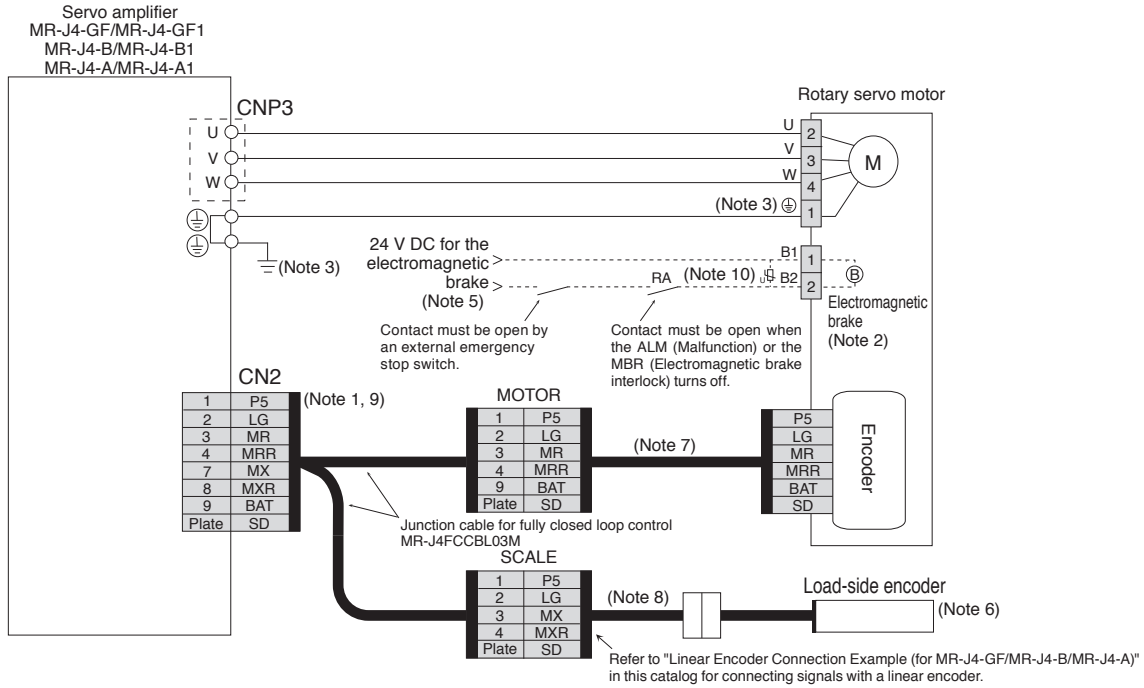 Servo amplifier
MR-J4-GF/MR-J4-GF1
MR-J4-B/MR-J4-B1
MR-J4-A/MR-J4-A1
CNP3
U
V
W
(Note 3)
Rotary servo motor
U
V
W
(Note 3)
2
3
4
1
M
24 V DC for the
electromagnetic
brake
(Note 5)
RA
(Note 10)
U
B1
B2
1
2
B
Electromagnetic
brake
(Note 2)
Contact must be open by
an external emergency
stop switch.
Contact must be open when
the ALM (Malfunction) or the
MBR (Electromagnetic brake
interlock) turns off.
CN2
(Note 1, 9)
1 P5
2 LG
3 MR
4 MRR
7 MX
8 MXR
9 BAT
Plate SD
MOTOR
1 P5
2 LG
3 MR
4 MRR
9 BAT
Plate SD
(Note 7)
P5
LG
MR
MRR
BAT
SD
Encoder
Junction cable for fully closed loop control
MR-J4FCCBL03M
SCALE
1 P5
2 LG
3 MX
4 MXR
Plate SD
(Note 8)
Load-side encoder
(Note 6)
Refer to "Linear Encoder Connection Example (for MR-J4-GF/MR-J4-B/MR-J4-A)"
in this catalog for connecting signals with a linear encoder.